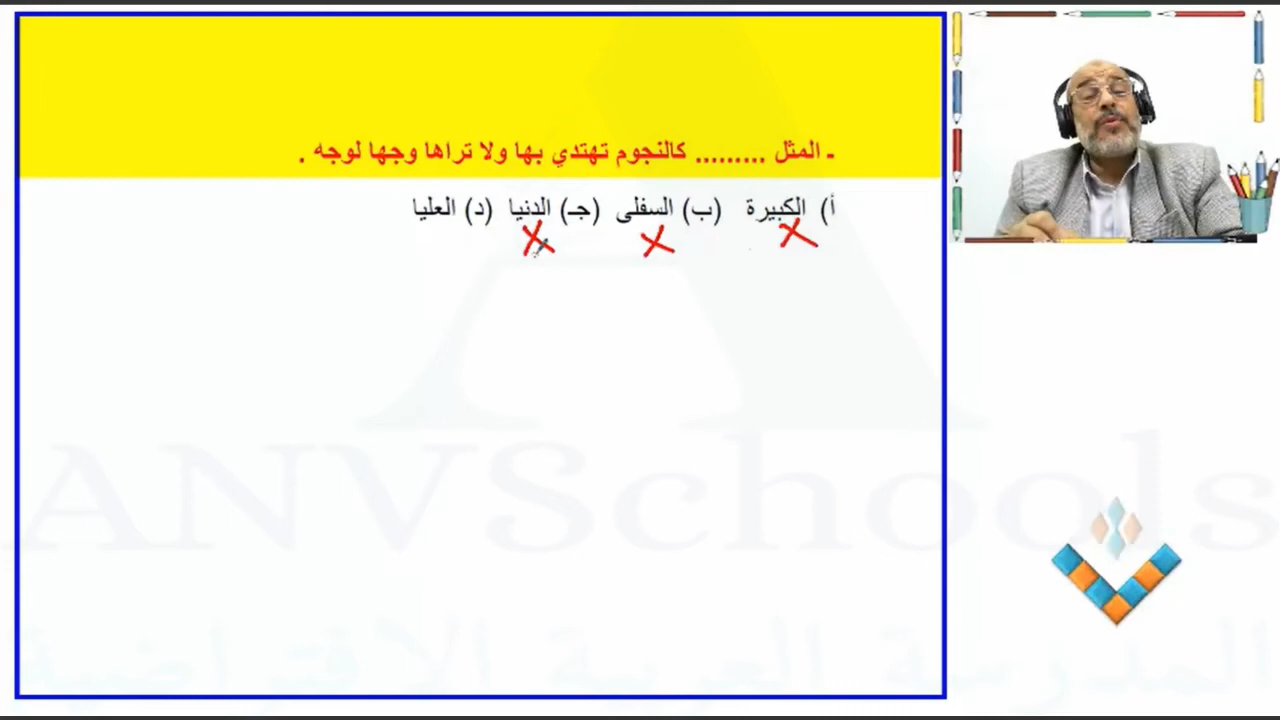 - المثل ......... كالنجوم تهتدي بها ولا تراها وجها لوجه .
أ) الكبيرة (ب) السفلى (جـ) الدنيا (د) العليا
ANVSchools
المدرسة العربية الافتراضية